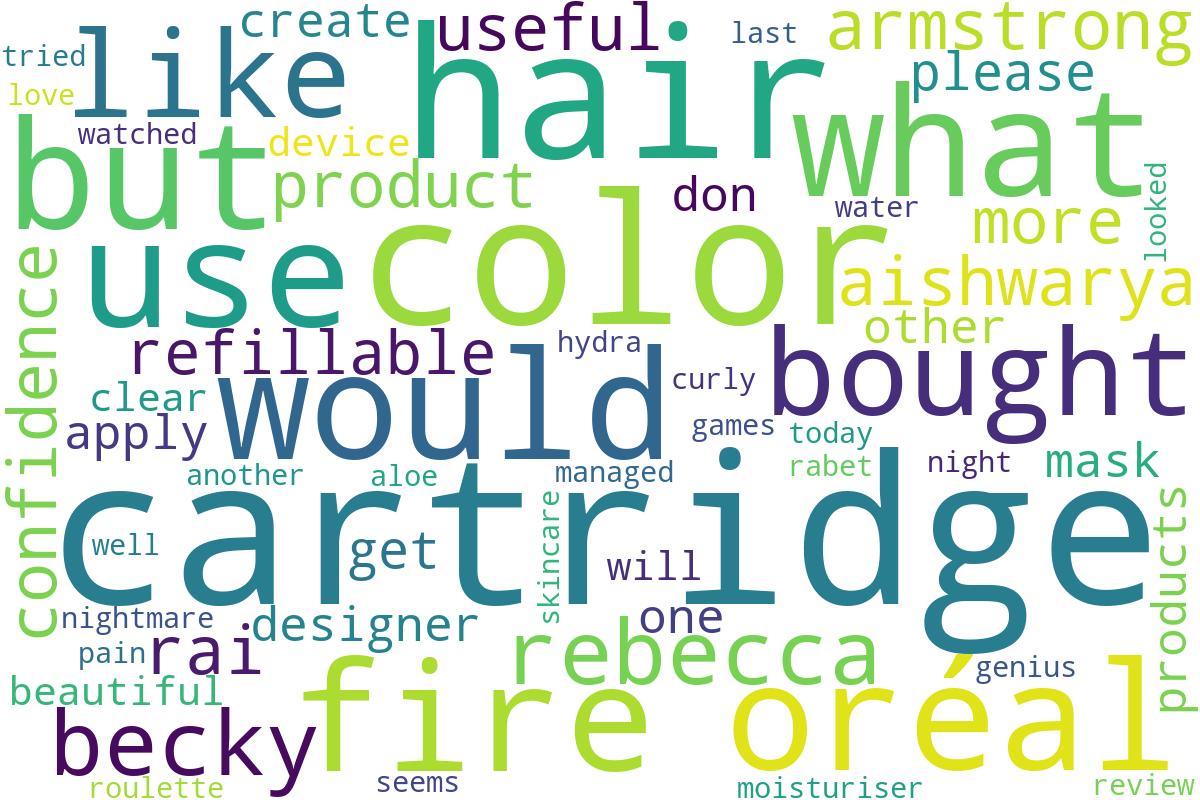 create
useful
last
armstrong
tried
like
hair
please
love
what
watched
device
but
product
don
water
looked
more
color
use
aishwarya
confidence
other
refillable
hydra
bought
would
curly
clear
apply
games
today
another
aloe
managed
rabet
night
mask
cartridge
skincare
products
well
get
will
nightmare
designer
one
rebecca
pain
rai
genius
beautiful
fire
oréal
becky
roulette
seems
moisturiser
review